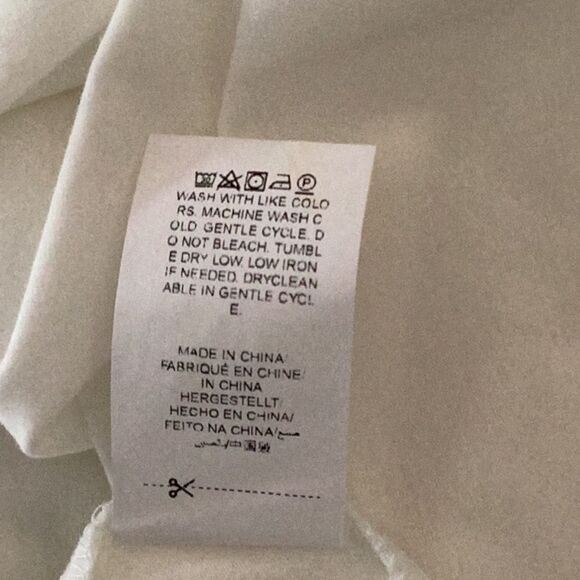 WASH WITH LIKE COLO
RS. MACHINE WASH C
OLD GENTLE CYCLE. D
O NOT BLEACH. TUMBL
E DRY LOW. LOW IRON
IF NEEDED. DRYCLEAN
ABLE IN GENTLE CYCL
E.
MADE IN CHINA/
FABRIQUÉ EN CHINE/
IN CHINA
HERGESTELLT/
HECHO EN CHINA/
FEITO NA CHINA/